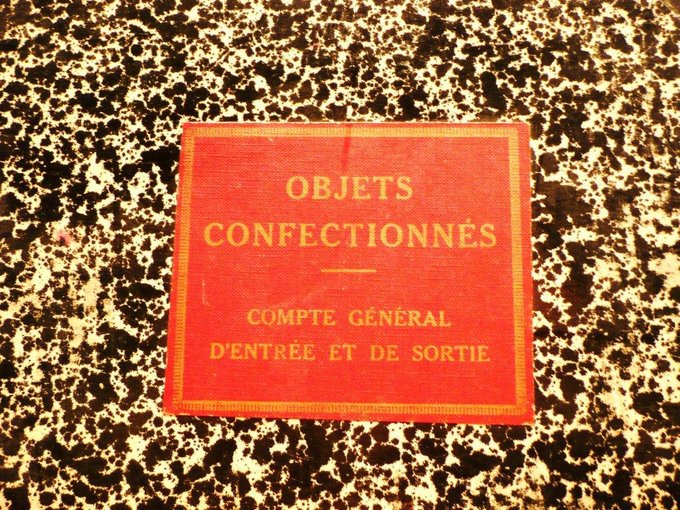 OBJETS
CONFECTIONNÉS
COMPTE GÉNÉRAL
D'ENTRÉE ET DE SORTIE